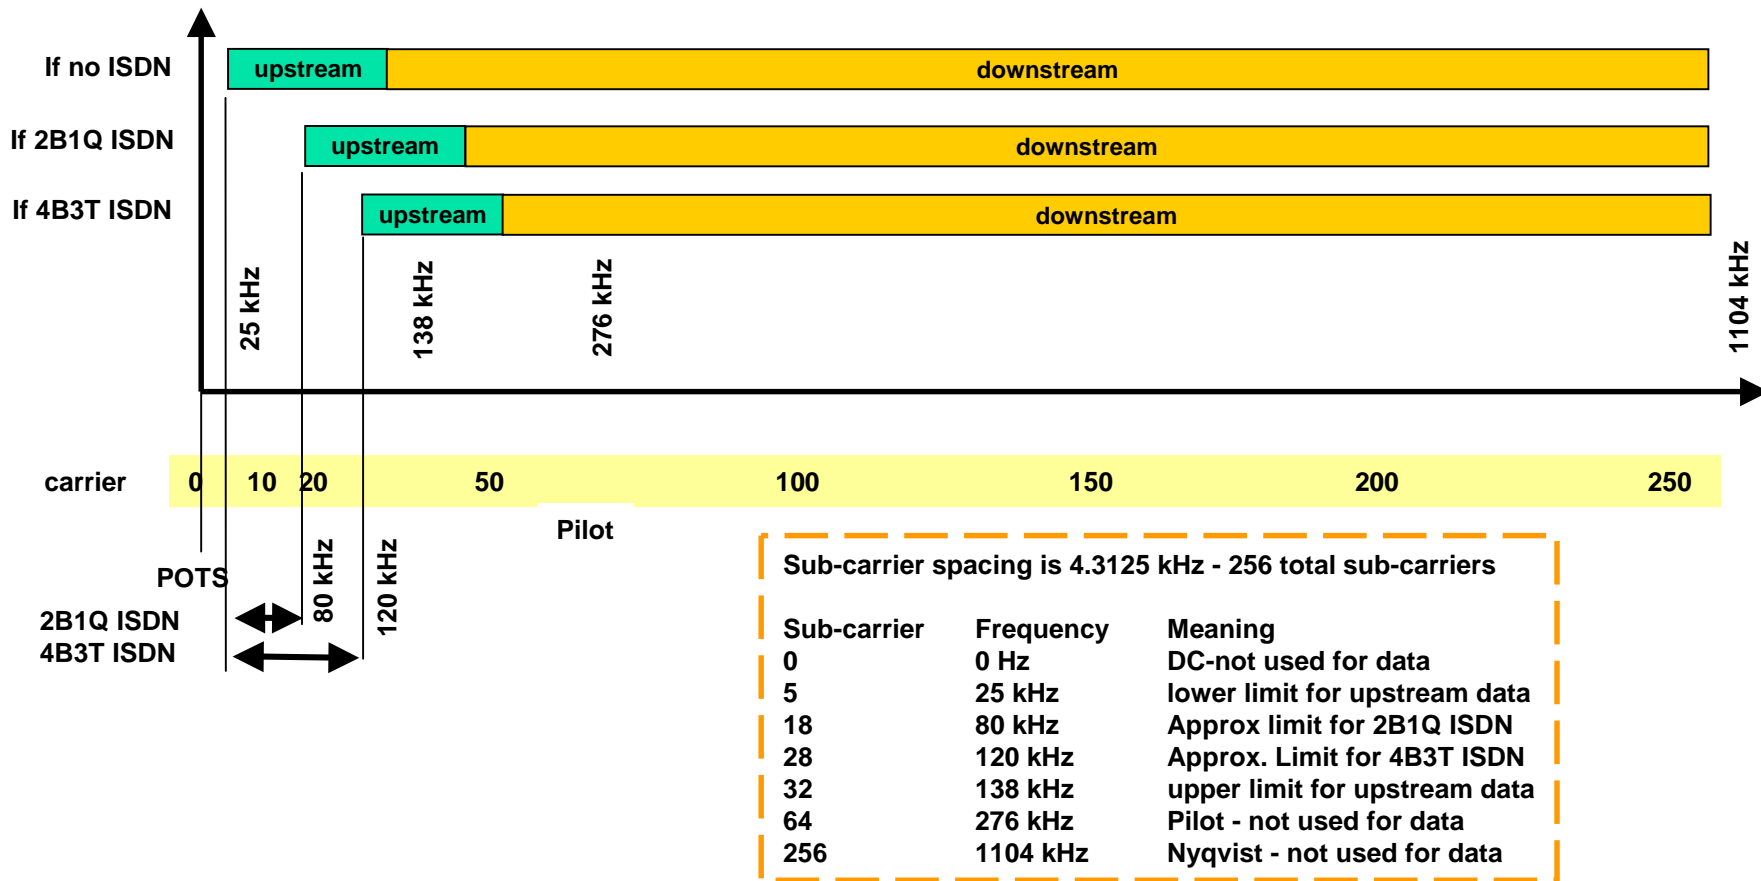 If no ISDN
upstream
downstream
If 2B1Q ISDN
upstream
downstream
If 4B3T ISDN
upstream
downstream
25 kHz
138 kHz
276 kHz
1104 kHz
carrier 0 10 20 50 100 150 200 250
Pilot
POTS
80 kHz
120 kHz
2B1Q ISDN
4B3T ISDN
Sub-carrier spacing is 4.3125 kHz - 256 total sub-carriers
Sub-carrier Frequency Meaning
0 0 Hz DC-not used for data
5 25 kHz lower limit for upstream data
18 80 kHz Approx limit for 2B1Q ISDN
28 120 kHz Approx. Limit for 4B3T ISDN
32 138 kHz upper limit for upstream data
64 276 kHz Pilot - not used for data
256 1104 kHz Nyqvist - not used for data